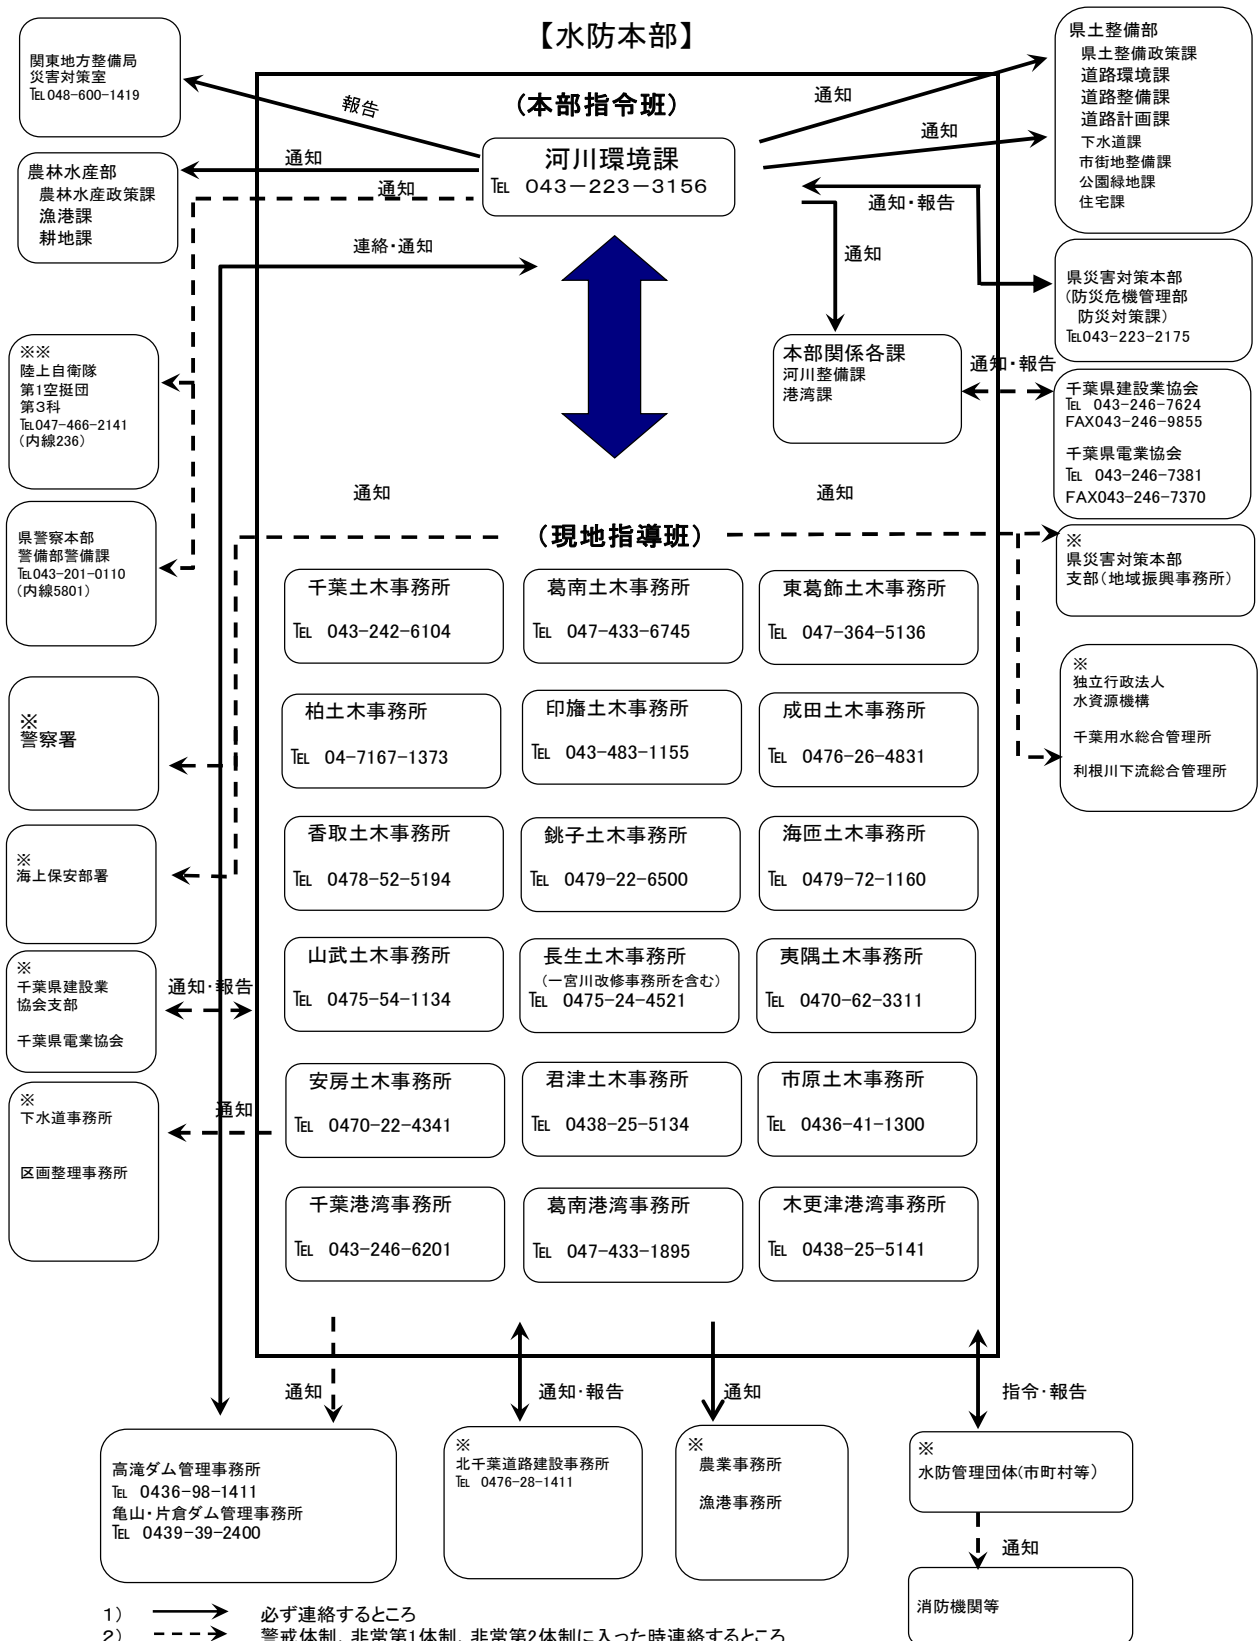 【水防本部】
関東地方整備局
災害対策室
℡048-600-1419
農林水産部
農林水産政策課
漁港課
耕地課
報告
通知
通知
連絡・通知
(本部指令班)
河川環境課
℡ 043-223-3156
通知
通知
通知・報告
通知
県土整備部
県土整備政策課
道路環境課
道路整備課
道路計画課
下水道課
市街地整備課
公園緑地課
住宅課
県災害対策本部
(防災危機管理部
防災対策課)
℡043-223-2175
本部関係各課
河川整備課
港湾課
通知・報告
千葉県建設業協会
℡ 043-246-7624
FAX043-246-9855
千葉県電業協会
℡ 043-246-7381
FAX043-246-7370
※※
陸上自衛隊
第1空挺団
第3科
℡047-466-2141
(内線236)
県警察本部
警備部警備課
℡043-201-0110
(内線5801)
※
警察署
※
海上保安部署
※
千葉県建設業
協会支部
千葉県電業協会
通知・報告
※
下水道事務所
区画整理事務所
通知
通知
通知
(現地指導班)
※
県災害対策本部
支部(地域振興事務所)
※
独立行政法人
水資源機構
千葉用水総合管理所
利根川下流総合管理所
千葉土木事務所
℡ 043-242-6104
葛南土木事務所
℡ 047-433-6745
東葛飾土木事務所
℡ 047-364-5136
柏土木事務所
℡ 04-7167-1373
印旛土木事務所
℡ 043-483-1155
成田土木事務所
℡ 0476-26-4831
香取土木事務所
℡ 0478-52-5194
銚子土木事務所
℡ 0479-22-6500
海匝土木事務所
℡ 0479-72-1160
山武土木事務所
℡ 0475-54-1134
長生土木事務所
(一宮川改修事務所を含む)
℡ 0475-24-4521
夷隅土木事務所
℡ 0470-62-3311
安房土木事務所
℡ 0470-22-4341
君津土木事務所
℡ 0438-25-5134
市原土木事務所
℡ 0436-41-1300
千葉港湾事務所
℡ 043-246-6201
葛南港湾事務所
℡ 047-433-1895
木更津港湾事務所
℡ 0438-25-5141
通知
通知・報告
通知
指令・報告
高滝ダム管理事務所
℡ 0436-98-1411
亀山・片倉ダム管理事務所
℡ 0439-39-2400
※
北千葉道路建設事務所
℡ 0476-28-1411
※
農業事務所
漁港事務所
※
水防管理団体(市町村等)
通知
消防機関等
1) 必ず連絡するところ
2) 警戒体制、非常第1体制、非常第2体制に入った時連絡するところ